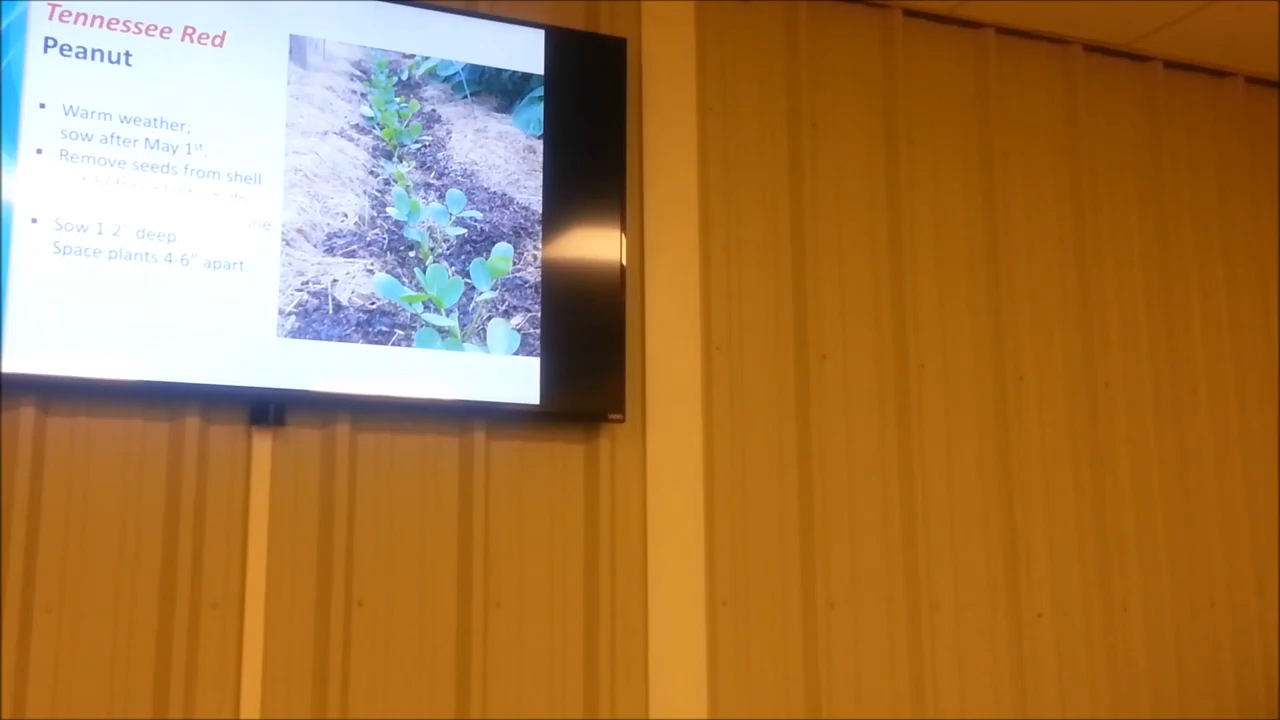 Tennessee Red
Peanut
▪ Warm weather;
sow after May 1st.
▪ Remove seeds from shell
▪ Sow 1-2" deep.
Space plants 4-6" apart.
VIZIO